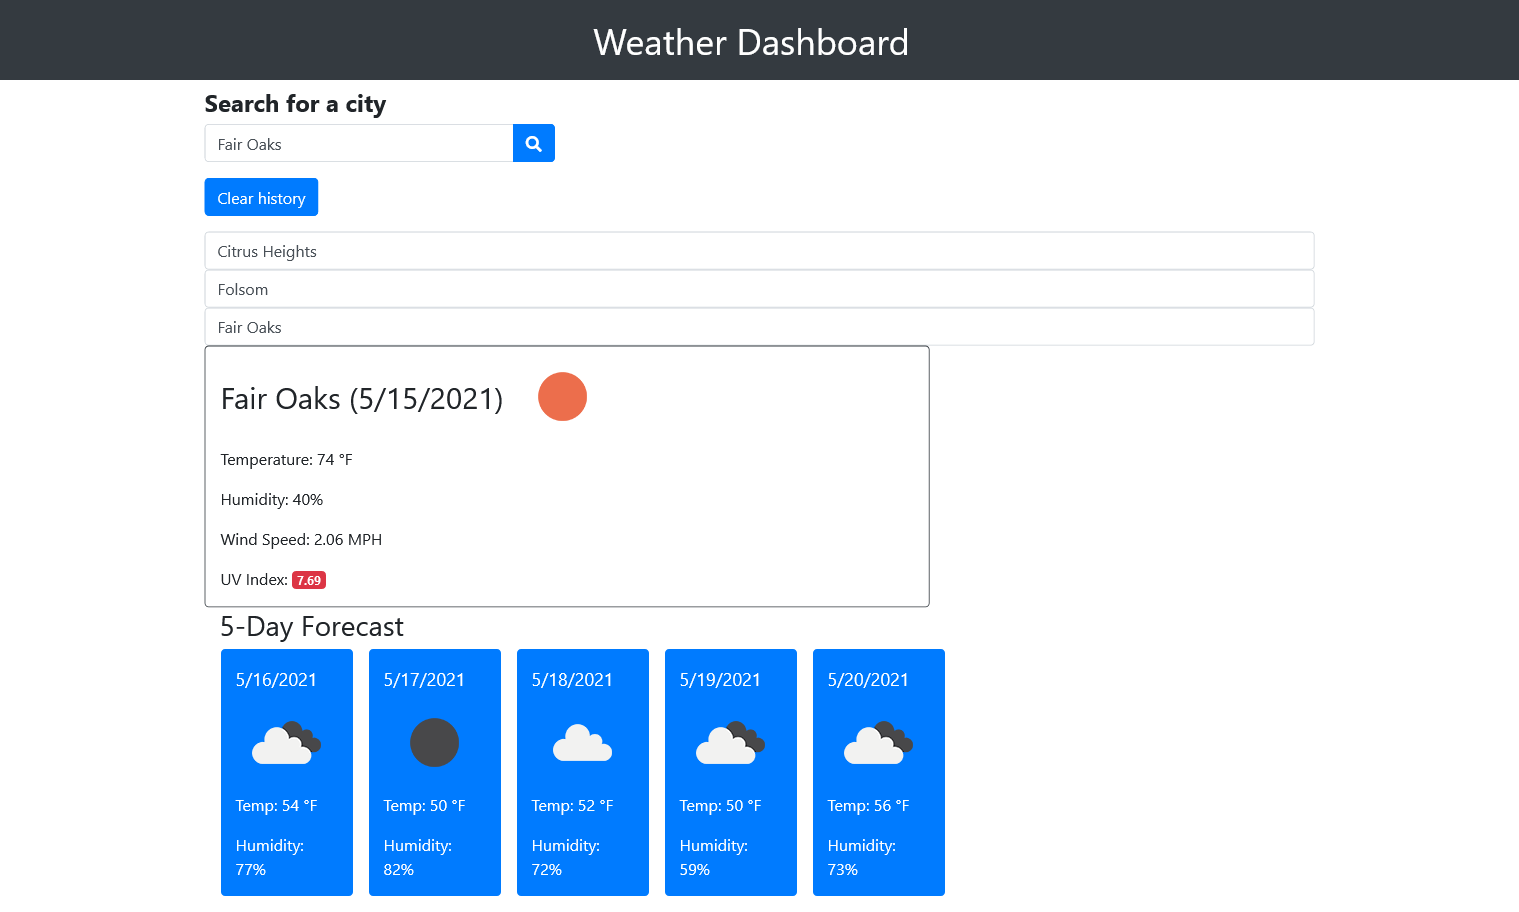 Weather Dashboard
Search for a city
Fair Oaks
Clear history
Citrus Heights
Folsom
Fair Oaks
Fair Oaks (5/15/2021)
Temperature: 74 °F
Humidity: 40%
Wind Speed: 2.06 MPH
UV Index: 7.69
5-Day Forecast
5/16/2021
Temp: 54 °F
Humidity:
77%
5/17/2021
Temp: 50 °F
Humidity:
82%
5/18/2021
Temp: 52 °F
Humidity:
72%
5/19/2021
Temp: 50 °F
Humidity:
59%
5/20/2021
Temp: 56 °F
Humidity:
73%